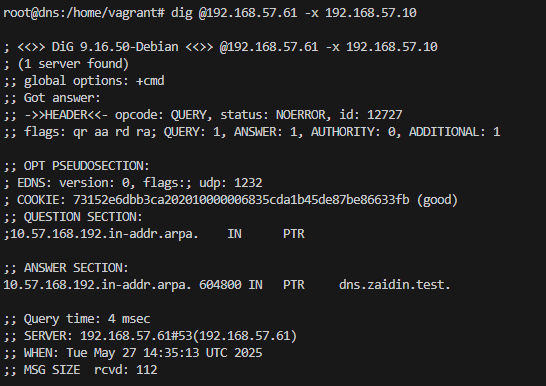 root@dns:/home/vagrant# dig @192.168.57.61 -x 192.168.57.10
; <<>> DiG 9.16.50-Debian <<>> @192.168.57.61 -x 192.168.57.10
; (1 server found)
;; global options: +cmd
;; Got answer:
;; ->>HEADER<<- opcode: QUERY, status: NOERROR, id: 12727
;; flags: qr aa rd ra; QUERY: 1, ANSWER: 1, AUTHORITY: 0, ADDITIONAL: 1
;; OPT PSEUDOSECTION:
; EDNS: version: 0, flags:; udp: 1232
; COOKIE: 73152e6dbb3ca202010000006835cda1b45de87be86633fb (good)
;; QUESTION SECTION:
;10.57.168.192.in-addr.arpa. IN PTR
;; ANSWER SECTION:
10.57.168.192.in-addr.arpa. 604800 IN PTR dns.zaidin.test.
;; Query time: 4 msec
;; SERVER: 192.168.57.61#53(192.168.57.61)
;; WHEN: Tue May 27 14:35:13 UTC 2025
;; MSG SIZE rcvd: 112